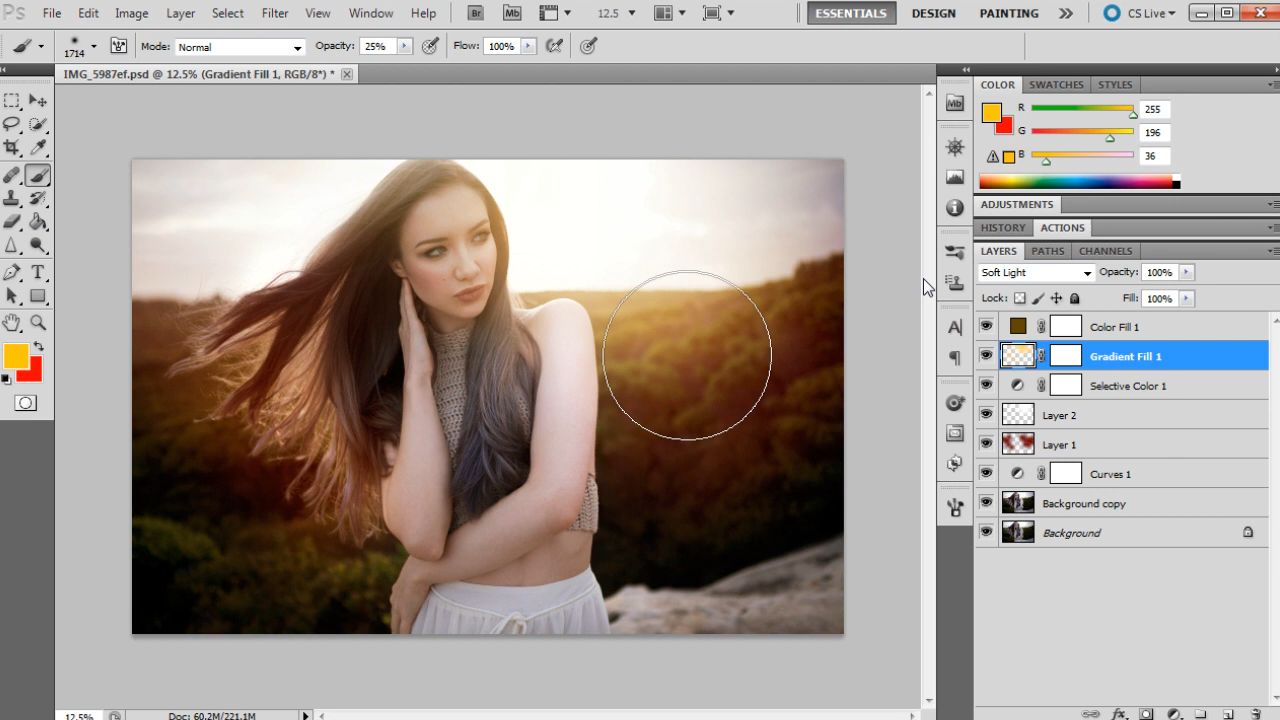 Ps File Edit Image Layer Select Filter View Window Help Br Mb 12.5 ESSENTIALS DESIGN PAINTING CS Live
1714 Mode: Normal Opacity: 25% Flow: 100%
IMG_5987ef.psd @ 12.5% (Gradient Fill 1, RGB/8*) *
COLOR SWATCHES STYLES
Mb
R 255
G 196
B 36
ADJUSTMENTS
HISTORY ACTIONS
LAYERS PATHS CHANNELS
Soft Light Opacity: 100%
Lock: Fill: 100%
Color Fill 1
Gradient Fill 1
Selective Color 1
Layer 2
Layer 1
Curves 1
Background copy
Background
12.5% Doc: 60.2M/221.1M